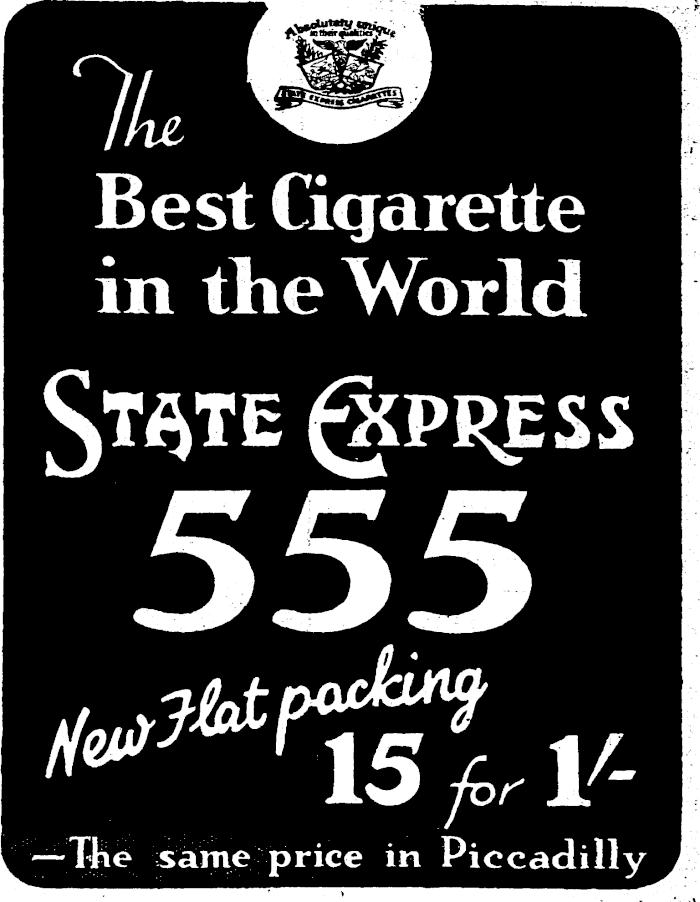 Absolutely unique
in their qualities
STATE EXPRESS CIGARETTES
The
Best Cigarette
in the World
STATE EXPRESS
555
New Flat packing
15 for 1/-
—The same price in Piccadilly